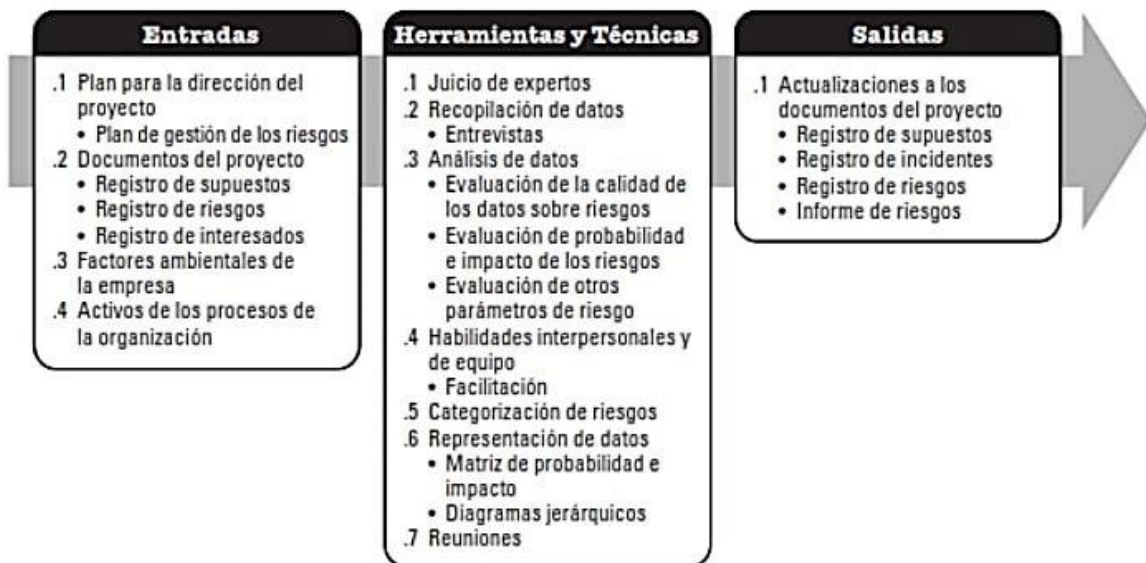 Entradas
.1 Plan para la dirección del
proyecto
• Plan de gestión de los riesgos
.2 Documentos del proyecto
• Registro de supuestos
• Registro de riesgos
• Registro de interesados
.3 Factores ambientales de
la empresa
.4 Activos de los procesos de
la organización
Herramientas y Técnicas
.1 Juicio de expertos
.2 Recopilación de datos
• Entrevistas
.3 Análisis de datos
• Evaluación de la calidad de
los datos sobre riesgos
• Evaluación de probabilidad
e impacto de los riesgos
• Evaluación de otros
parámetros de riesgo
.4 Habilidades interpersonales y
de equipo
• Facilitación
.5 Categorización de riesgos
.6 Representación de datos
• Matriz de probabilidad e
impacto
• Diagramas jerárquicos
.7 Reuniones
Salidas
.1 Actualizaciones a los
documentos del proyecto
• Registro de supuestos
• Registro de incidentes
• Registro de riesgos
• Informe de riesgos